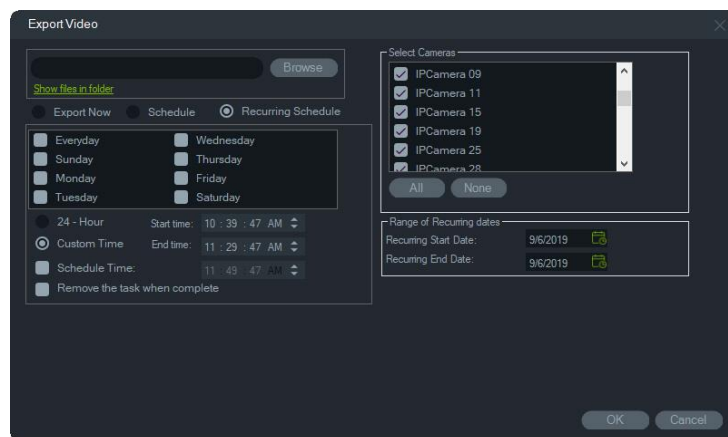 Export Video
Browse
Show files in folder
Export Now Schedule Recurring Schedule
Everyday Wednesday
Sunday Thursday
Monday Friday
Tuesday Saturday
24 - Hour Start time: 10 : 39 : 47 AM
Custom Time End time: 11 : 29 : 47 AM
Schedule Time: 11 49 47 AM
Remove the task when complete
Select Cameras
IPCamera 09
IPCamera 11
IPCamera 15
IPCamera 19
IPCamera 25
IPCamera 28
All None
Range of Recurring dates
Recurring Start Date: 9/6/2019
Recurring End Date: 9/6/2019
OK Cancel